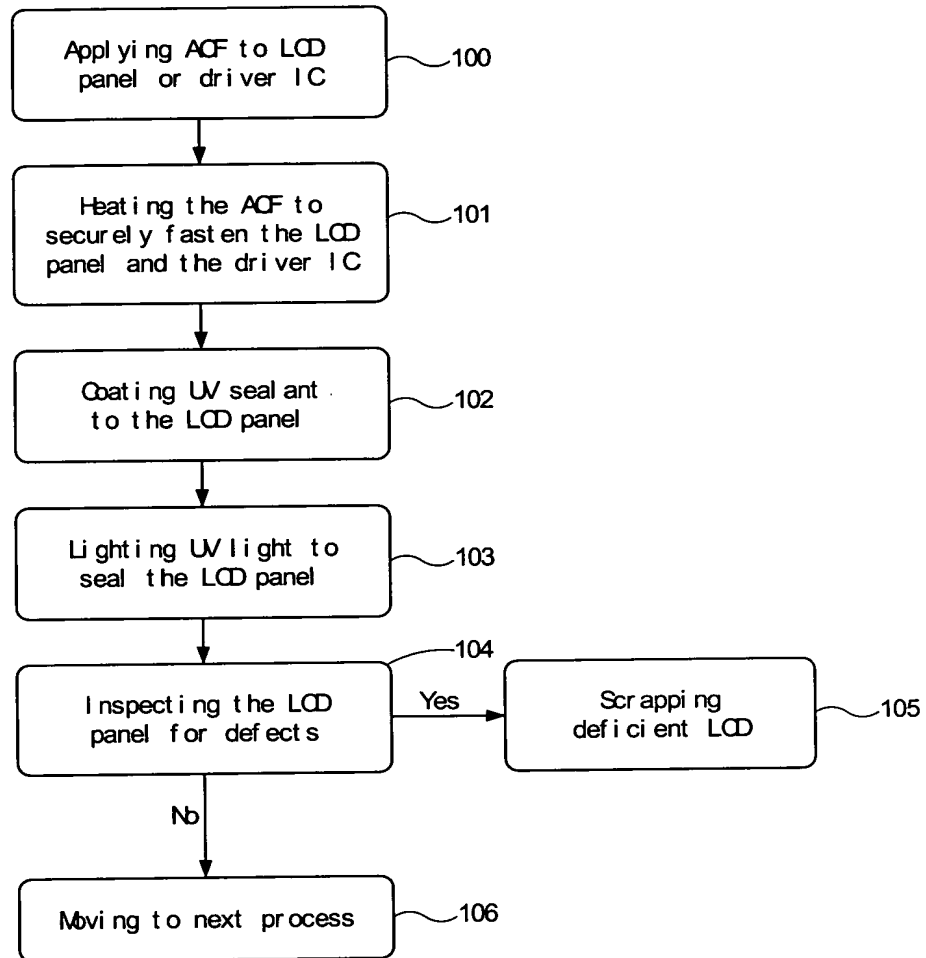 Applying ACF to LCD
panel or driver IC
100
Heating the ACF to
securely fasten the LCD
panel and the driver IC
101
Coating UV sealant
to the LCD panel
102
Lighting UV light to
seal the LCD panel
103
104
Inspecting the LCD
panel for defects
Yes
Scrapping
deficient LCD
105
No
Moving to next process
106